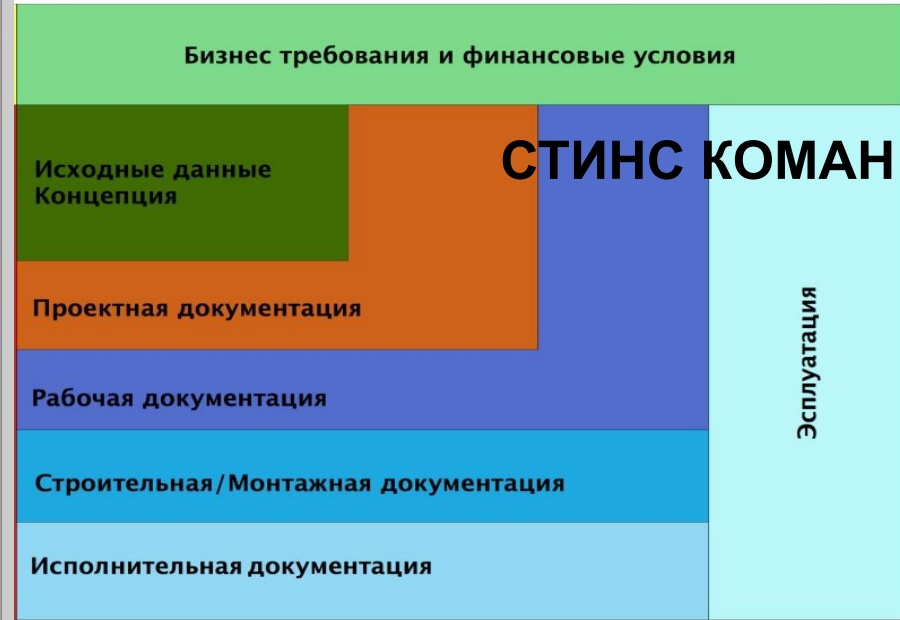 Бизнес требования и финансовые условия
СТИНС КОМАН
Исходные данные
Концепция
Проектная документация
Эсплуатация
Рабочая документация
Строительная/Монтажная документация
Исполнительная документация